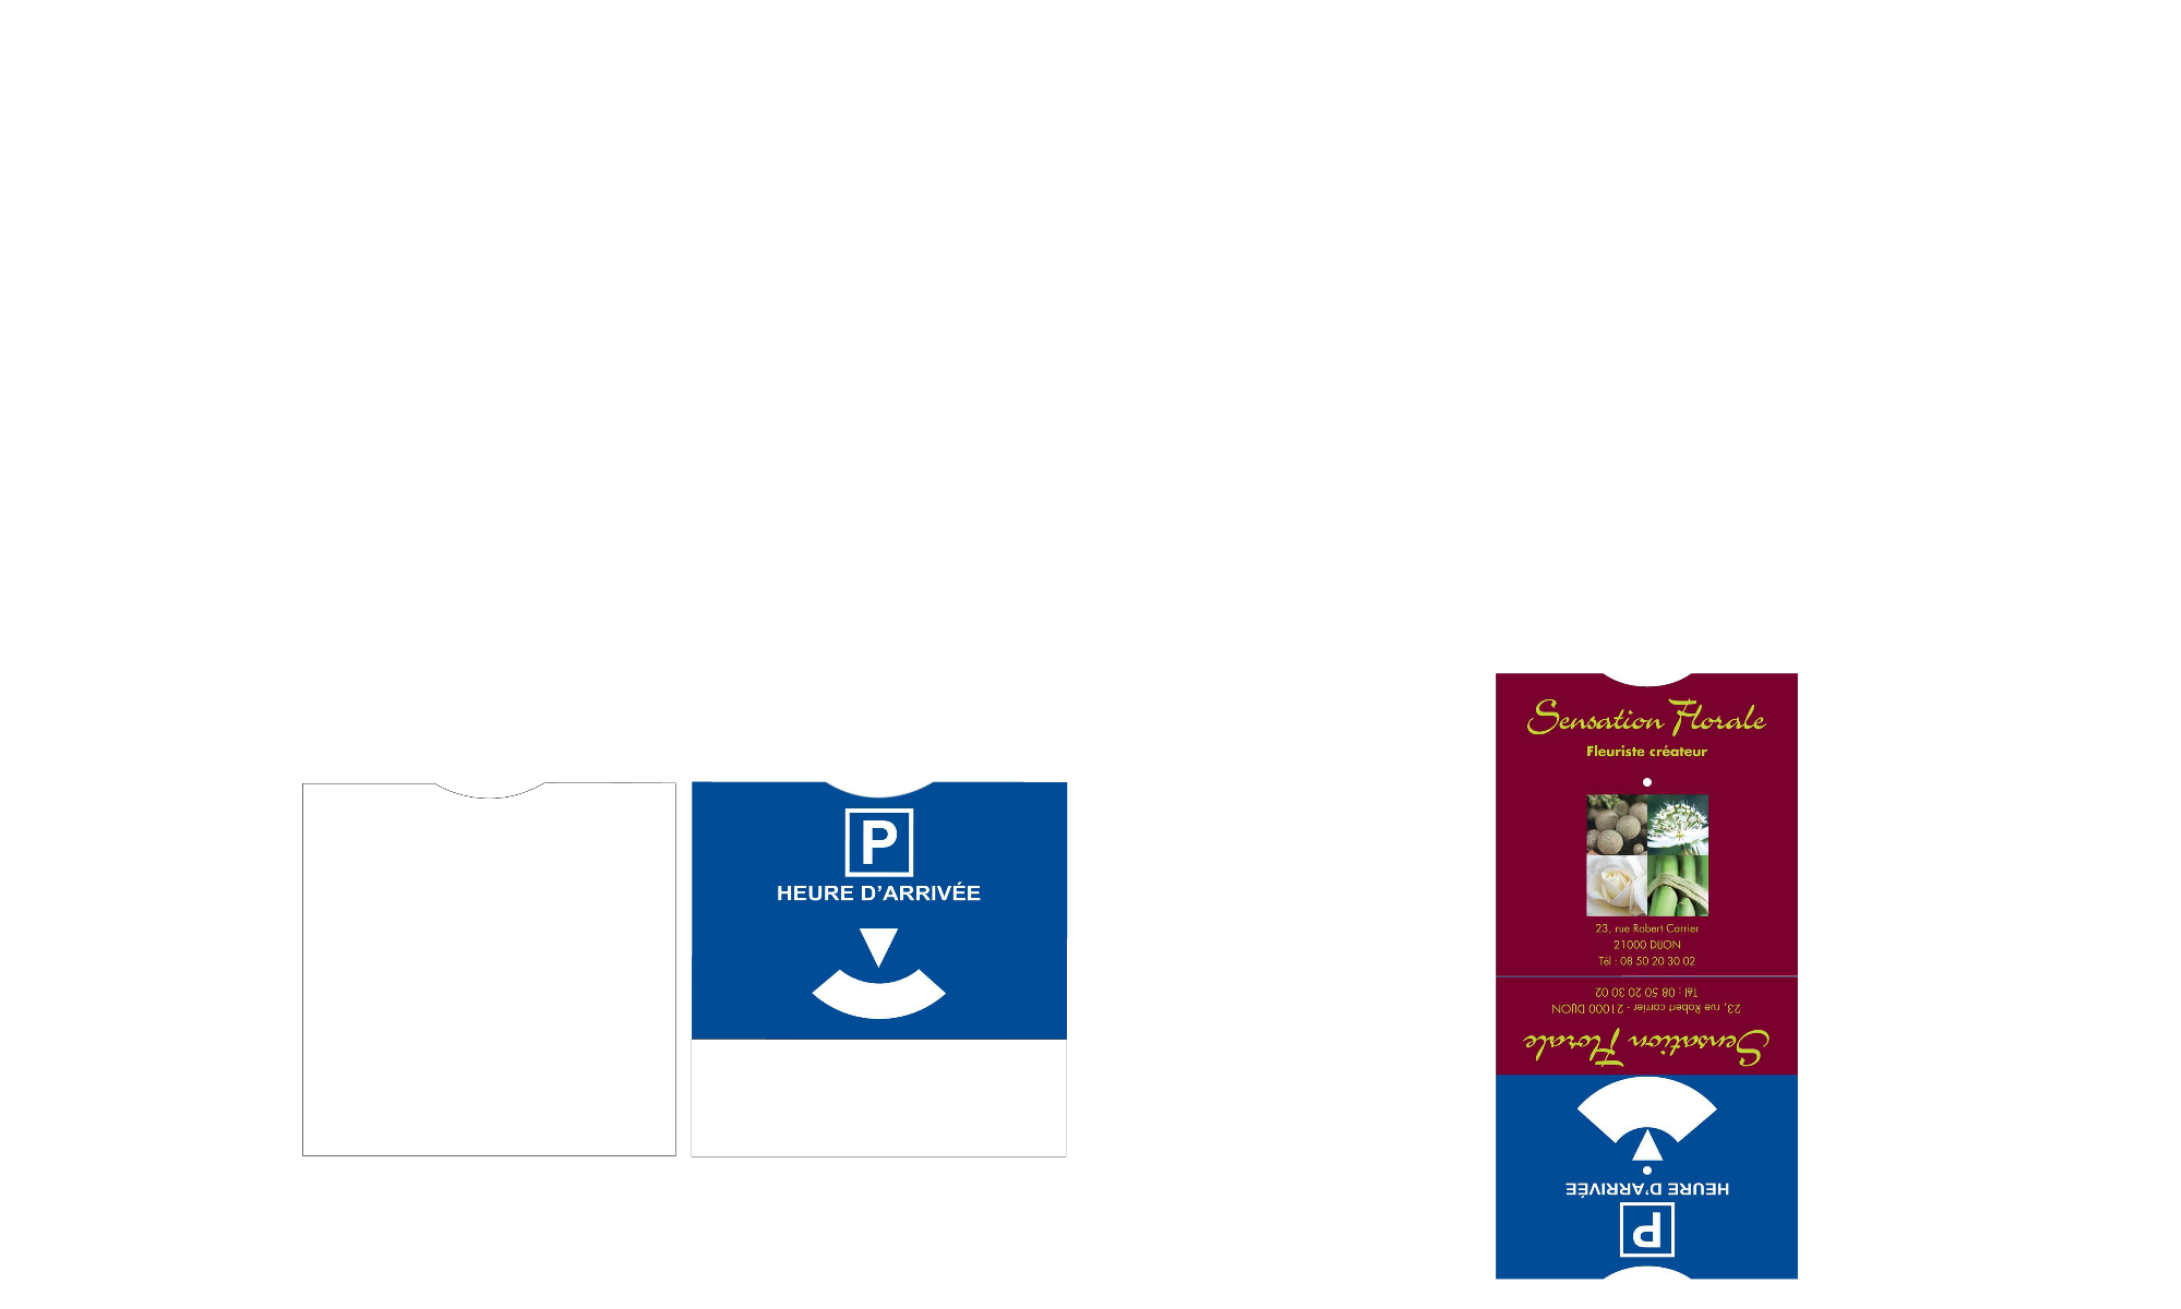 P
HEURE D'ARRIVÉE
Sensation Florale
Fleuriste créateur
23, rue Robert Carrier
21000 DIJON
Tél : 08 50 20 30 02
Sensation Florale
23, rue Robert carrier - 21000 DIJON
Tél : 08 50 20 30 02
P
HEURE D'ARRIVÉE